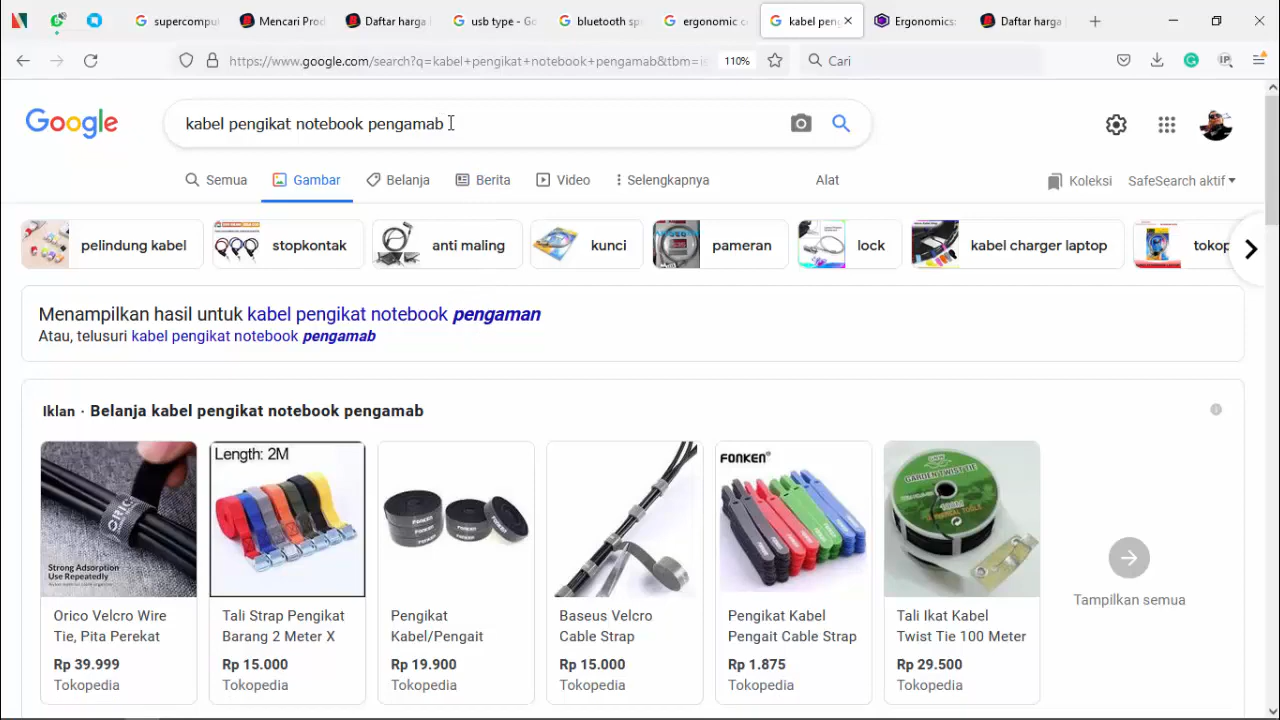 supercompu
Mencari Prod
Daftar harga
usb type - Go
bluetooth sp
ergonomic c
kabel pen
Ergonomics:
Daftar harga
https://www.google.com/search?q=kabel+pengikat+notebook+pengamab&tbm=is
110%
Cari
Google
kabel pengikat notebook pengamab
Semua
Gambar
Belanja
Berita
Video
Selengkapnya
Alat
Koleksi
SafeSearch aktif
pelindung kabel
stopkontak
anti maling
kunci
pameran
lock
kabel charger laptop
tokop
Menampilkan hasil untuk kabel pengikat notebook pengaman
Atau, telusuri kabel pengikat notebook pengamab
Iklan · Belanja kabel pengikat notebook pengamab
ORICO
Strong Adsorption
Use Repeatedly
Length: 2M
FONKEN
FONKEN
GARDEN TWIST TIE
100M
Orico Velcro Wire
Tie, Pita Perekat
Rp 39.999
Tokopedia
Tali Strap Pengikat
Barang 2 Meter X
Rp 15.000
Tokopedia
Pengikat
Kabel/Pengait
Rp 19.900
Tokopedia
Baseus Velcro
Cable Strap
Rp 15.000
Tokopedia
Pengikat Kabel
Pengait Cable Strap
Rp 1.875
Tokopedia
Tali Ikat Kabel
Twist Tie 100 Meter
Rp 29.500
Tokopedia
Tampilkan semua